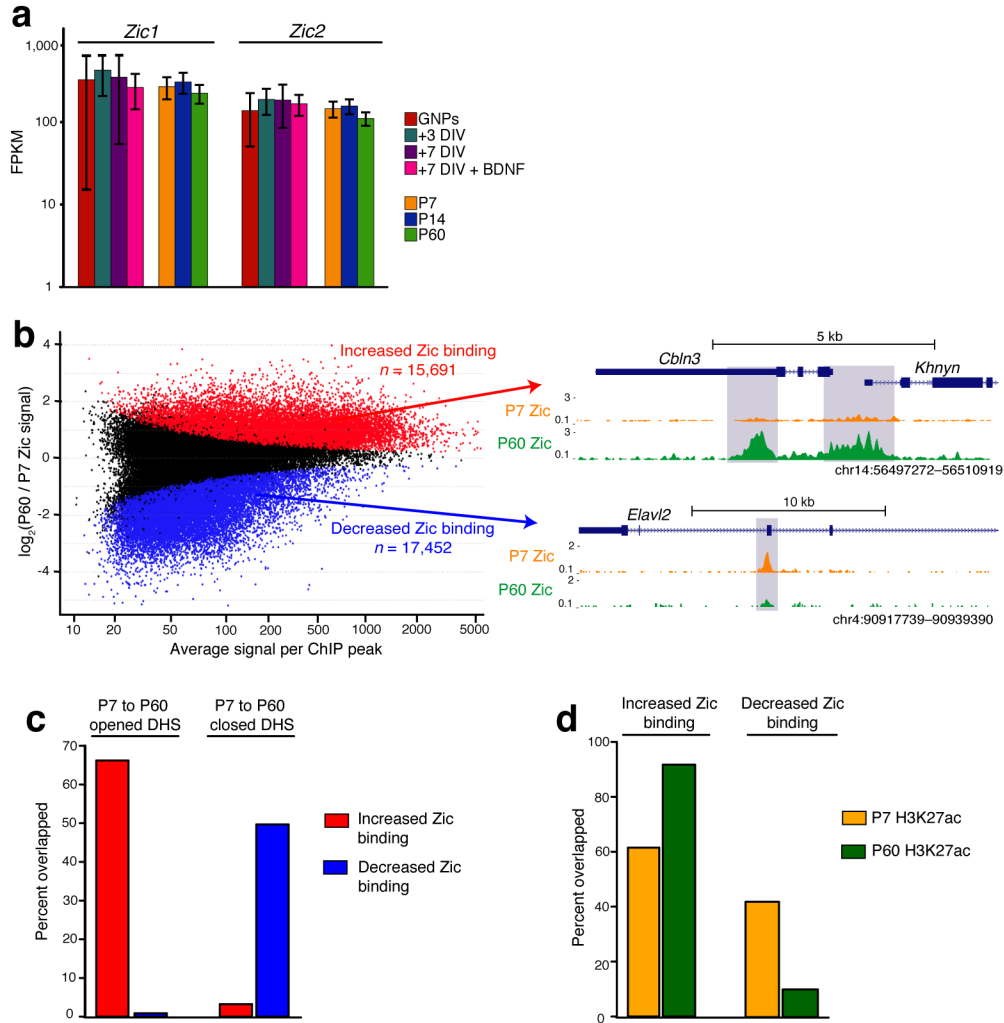 a
Zic1
Zic2
1,000
100
10
1
FPKM
GNPs
+3 DIV
+7 DIV
+7 DIV + BDNF
P7
P14
P60
b
4
2
0
-2
-4
log2(P60 / P7 Zic signal)
10 20 50 100 200 500 1000 2000 5000
Average signal per ChIP peak
Increased Zic binding
n = 15,691
Decreased Zic binding
n = 17,452
5 kb
Cbln3
Khnyn
3 -
P7 Zic
0.1
3 -
P60 Zic
0.1
chr14:56497272–56510919
10 kb
Elavl2
2 -
P7 Zic
0.1
2 -
P60 Zic
0.1
chr4:90917739–90939390
c
P7 to P60
opened DHS
P7 to P60
closed DHS
70
60
50
40
30
20
10
0
Percent overlapped
Increased Zic
binding
Decreased Zic
binding
d
Increased Zic
binding
Decreased Zic
binding
100
80
60
40
20
0
Percent overlapped
P7 H3K27ac
P60 H3K27ac